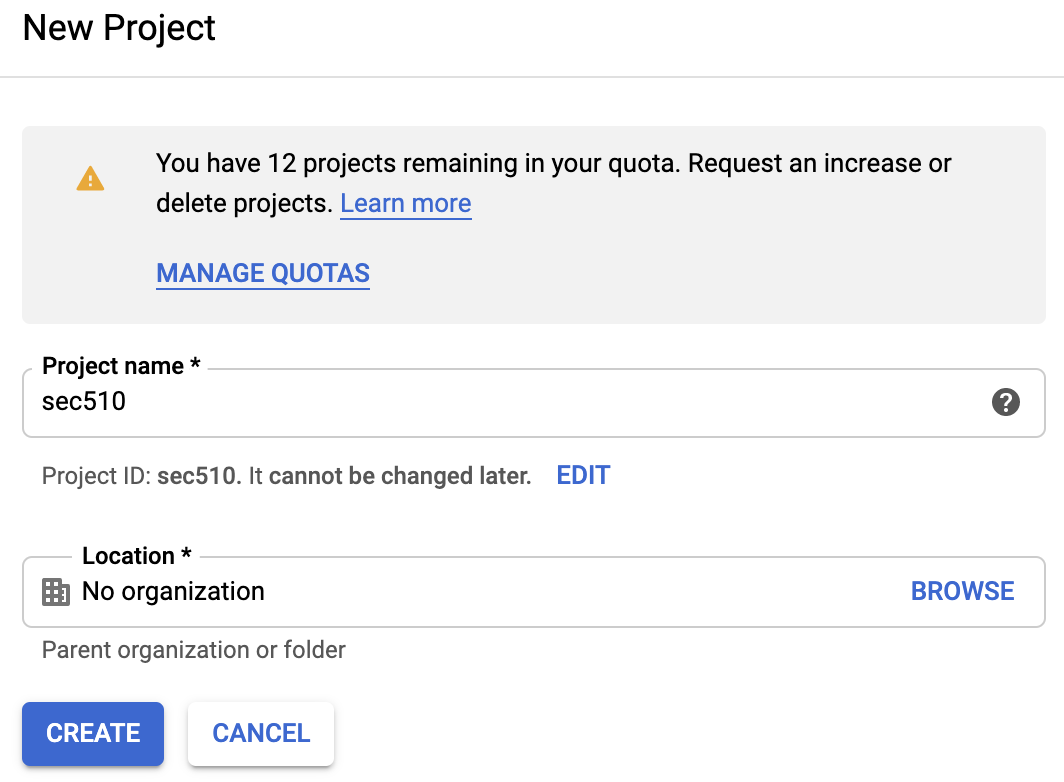 New Project
You have 12 projects remaining in your quota. Request an increase or
delete projects. Learn more
MANAGE QUOTAS
Project name *
sec510
Project ID: sec510. It cannot be changed later. EDIT
Location *
No organization BROWSE
Parent organization or folder
CREATE CANCEL